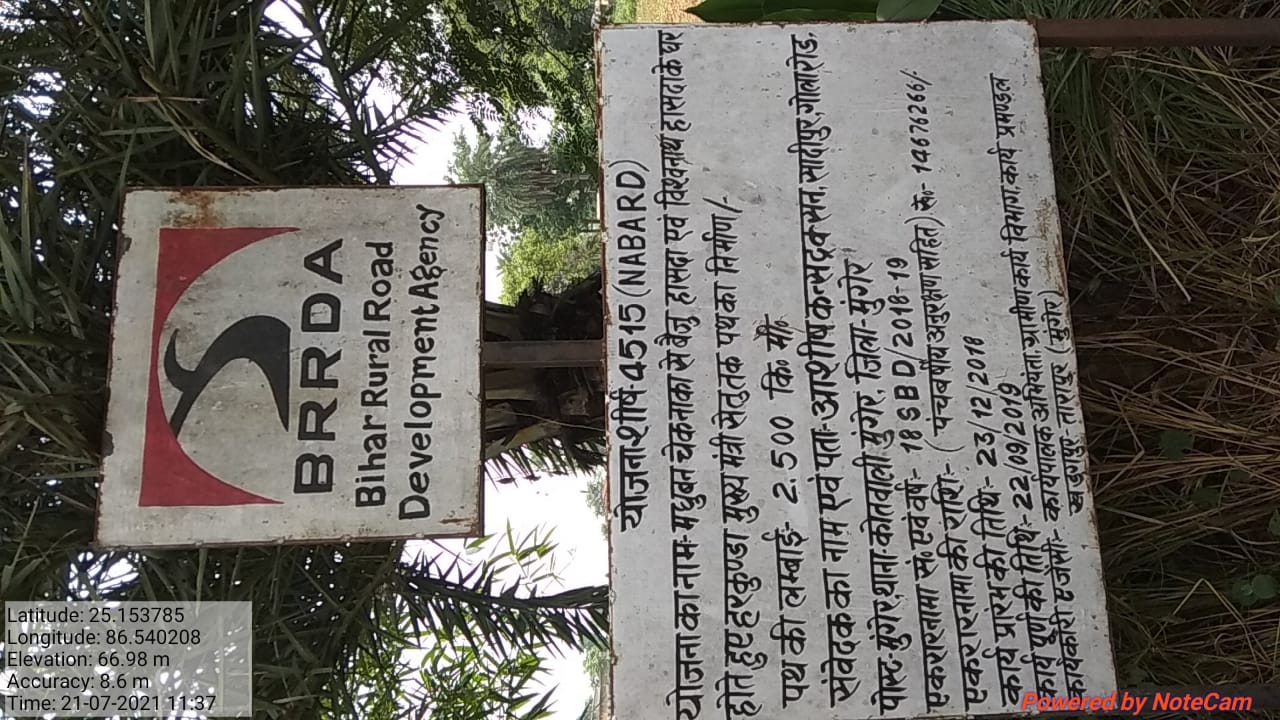 BRRDA
Bihar Rural Road
Development Agency
योजना शीर्ष-4515 (NABARD)
योजना का नाम- मधुबन चेकनाका से बैजु हासदा एवं विश्वनाथ हासदा के घर
होते हुए हरकुण्डा मुख्य मंत्री सेतु तक पथ का निर्माण/-
पथ की लम्बाई:- 2.500 कि० मी०
संवेदक का नाम एवं पता- आशीष कन्सट्रक्सन, सादीपुर, गोलारोड,
पोस्ट- मुंगेर, थाना कोतवाली मुंगेर, जिला- मुंगेर
एकरारनामा सं० एवं वर्ष:- 18 SBD/2018-19
एकरारनामा की राशि:- ( पंचवर्षीय अनुरक्षण सहित) रू०- 14676266/-
कार्य प्रारंभ की तिथि:- 23/12/2018
कार्य पूर्ण की तिथि:- 22/09/2019
कार्यकारी एजेंसी:- कार्यपालक अभियंता, ग्रामीण कार्य विभाग, कार्य प्रमण्डल
खड़गपुर, तारापुर (मुंगेर)
Latitude: 25.153785
Longitude: 86.540208
Elevation: 66.98 m
Accuracy: 8.6 m
Time: 21-07-2021 11:37
Powered by NoteCam